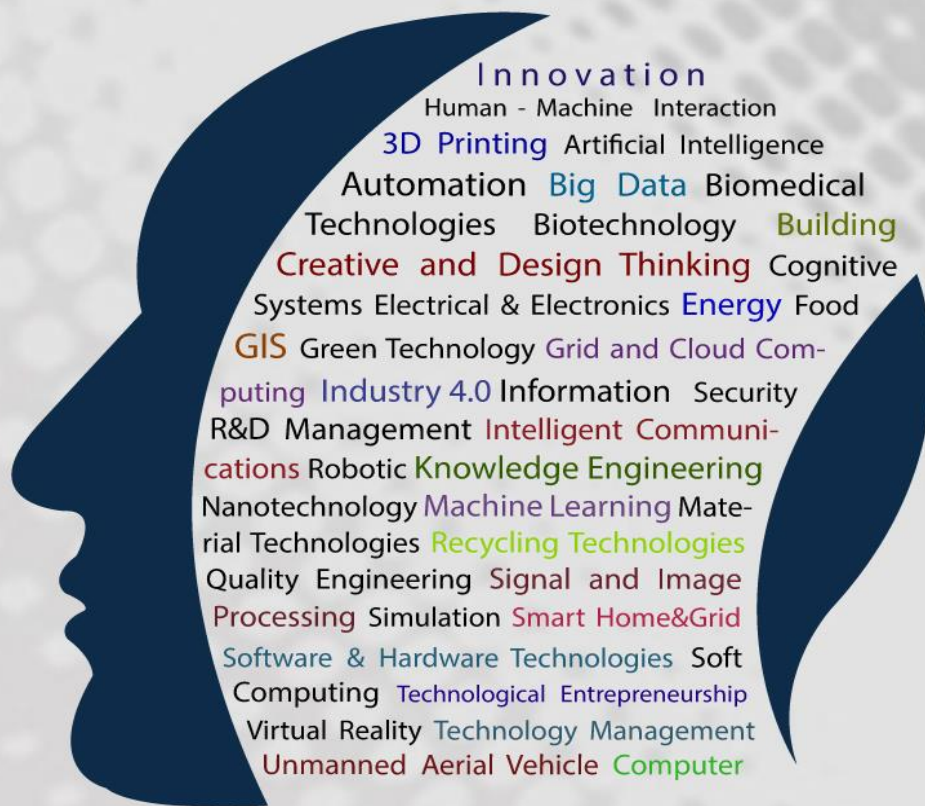 Innovation
Human - Machine Interaction
3D Printing Artificial Intelligence
Automation Big Data Biomedical
Technologies Biotechnology Building
Creative and Design Thinking Cognitive
Systems Electrical & Electronics Energy Food
GIS Green Technology Grid and Cloud Com-
puting Industry 4.0 Information Security
R&D Management Intelligent Communi-
cations Robotic Knowledge Engineering
Nanotechnology Machine Learning Mate-
rial Technologies Recycling Technologies
Quality Engineering Signal and Image
Processing Simulation Smart Home&Grid
Software & Hardware Technologies Soft
Computing Technological Entrepreneurship
Virtual Reality Technology Management
Unmanned Aerial Vehicle Computer